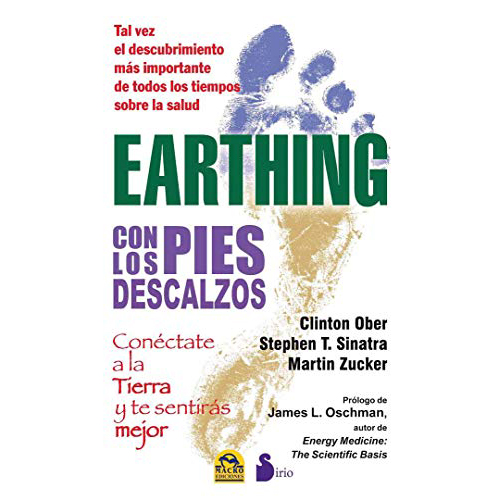 Tal vez
el descubrimiento
más importante
de todos los tiempos
sobre la salud
EARTHING
CON LOS PIES
DESCALZOS
Clinton Ober
Stephen T. Sinatra
Martin Zucker
Conéctate
a la
Tierra
y te sentirás
mejor
Prólogo de
James L. Oschman,
autor de
Energy Medicine:
The Scientific Basis
MACRO
EDICIONES
Sirio